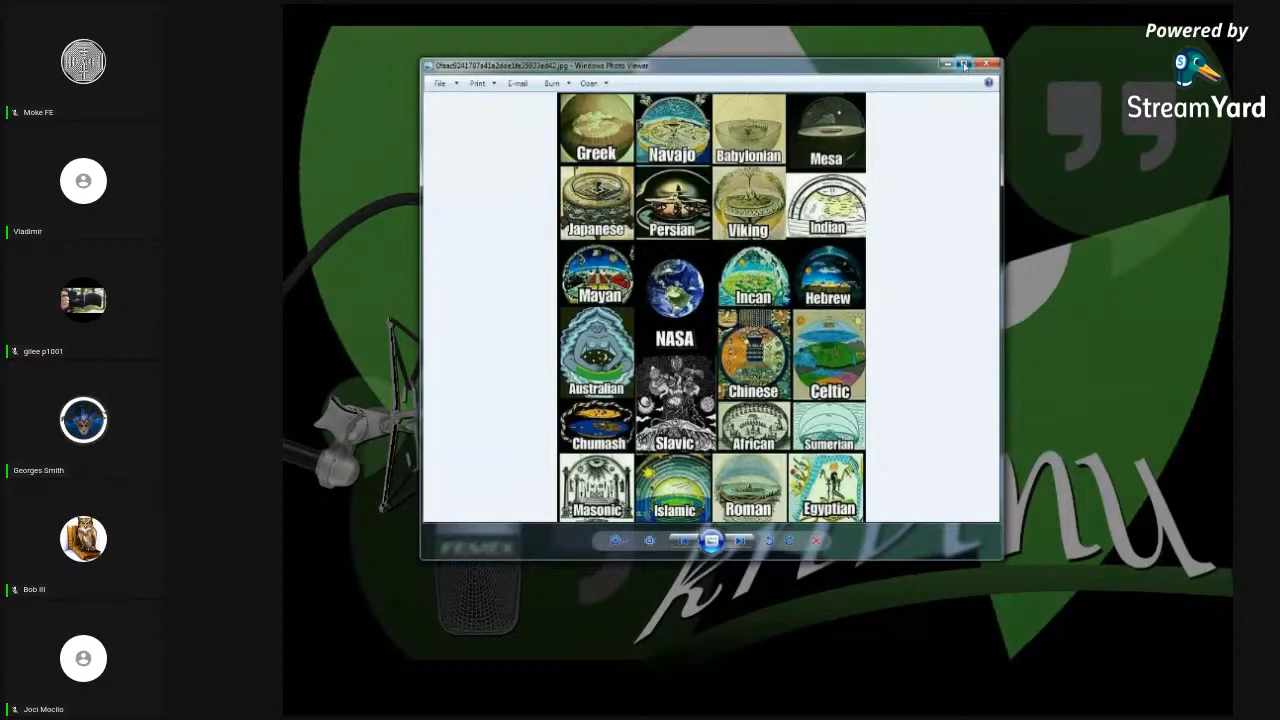 Powered by
StreamYard
Moke FE
Vladimir
gilee p1001
Georges Smith
Bob III
Joci Mocilo
File
Print
E-mail
Burn
Open
Greek
Navajo
Babylonian
Mesa
Japanese
Persian
Viking
Indian
Mayan
NASA
Incan
Hebrew
Australian
Chinese
Celtic
Chumash
Slavic
African
Sumerian
Masonic
Islamic
Roman
Egyptian